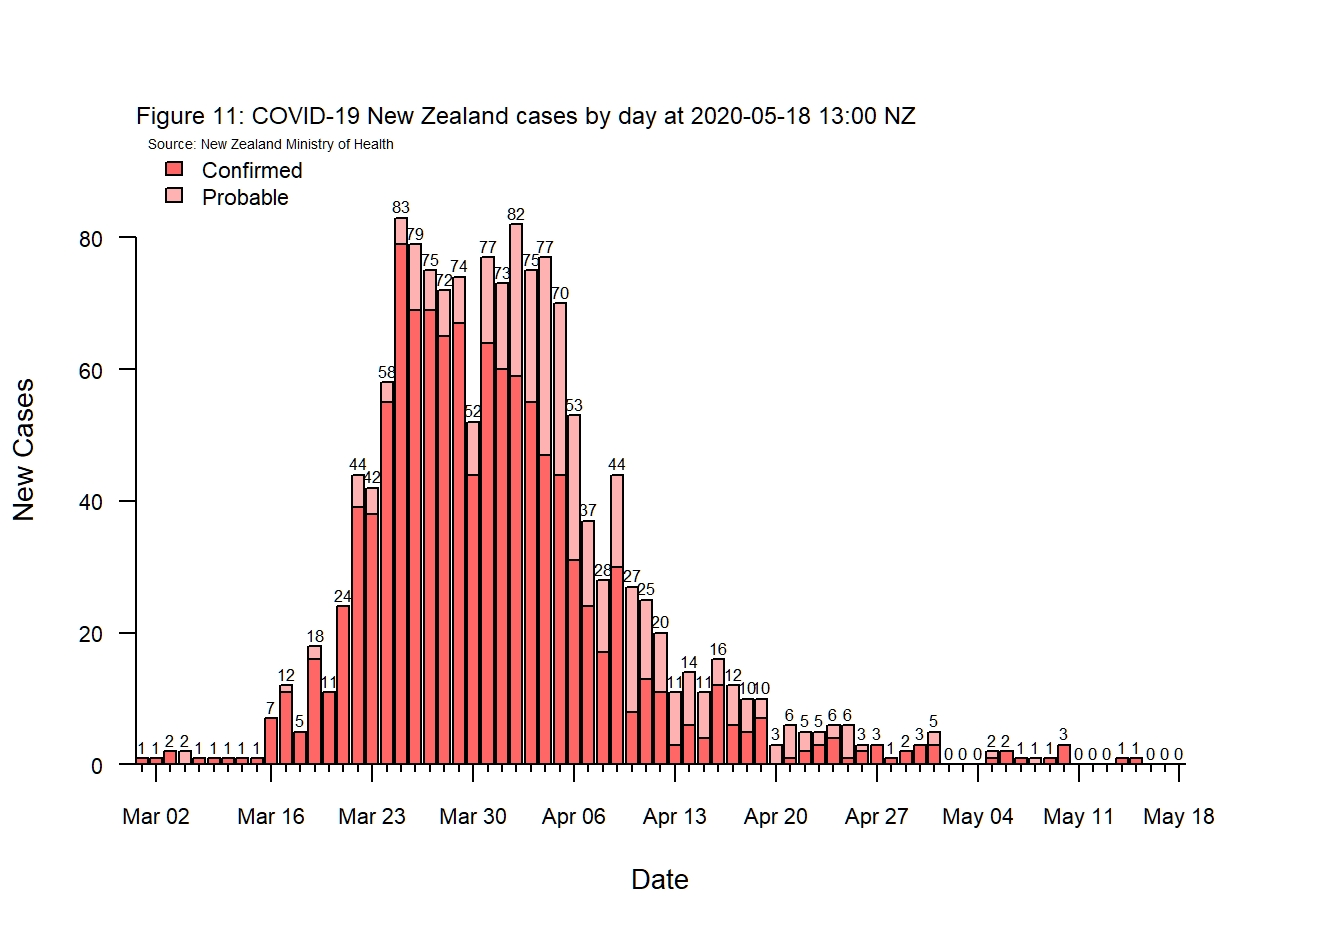 Figure 11: COVID-19 New Zealand cases by day at 2020-05-18 13:00 NZ
Source: New Zealand Ministry of Health
Confirmed
Probable
New Cases
80
60
40
20
0
1 1 2 2 1 1 1 1 1 7 12 5 18 11 24 44 42 58 83 79 75 72 74 52 77 73 82 75 77 70 53 37 28 44 27 25 20 11 14 11 16 12 10 10 3 6 5 5 6 6 3 3 1 2 3 5 0 0 0 2 2 1 1 1 3 0 0 0 1 1 0 0 0
Mar 02 Mar 16 Mar 23 Mar 30 Apr 06 Apr 13 Apr 20 Apr 27 May 04 May 11 May 18
Date